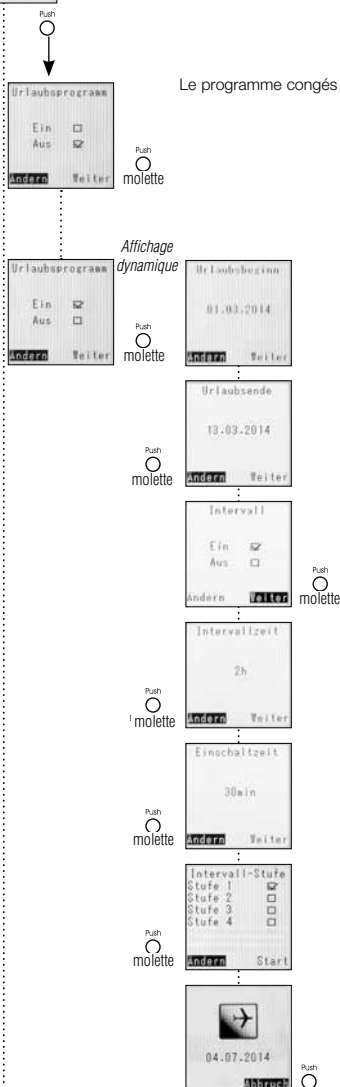 Push
Le programme congés
Urlaubsprogramm
Ein
Aus
Ändern Weiter
Push
molette
Affichage
dynamique
Urlaubsprogramm
Ein
Aus
Ändern Weiter
Push
molette
Urlaubsbeginn
01.03.2014
Ändern Weiter
Urlaubsende
13.03.2014
Ändern Weiter
Push
molette
Intervall
Ein
Aus
Ändern Weiter
Push
molette
Intervallzeit
2h
Ändern Weiter
Push
molette
Einschaltzeit
30min
Ändern Weiter
Push
molette
Intervall-Stufe
Stufe 1
Stufe 2
Stufe 3
Stufe 4
Ändern Start
Push
molette
04.07.2014
Abbruch
Push